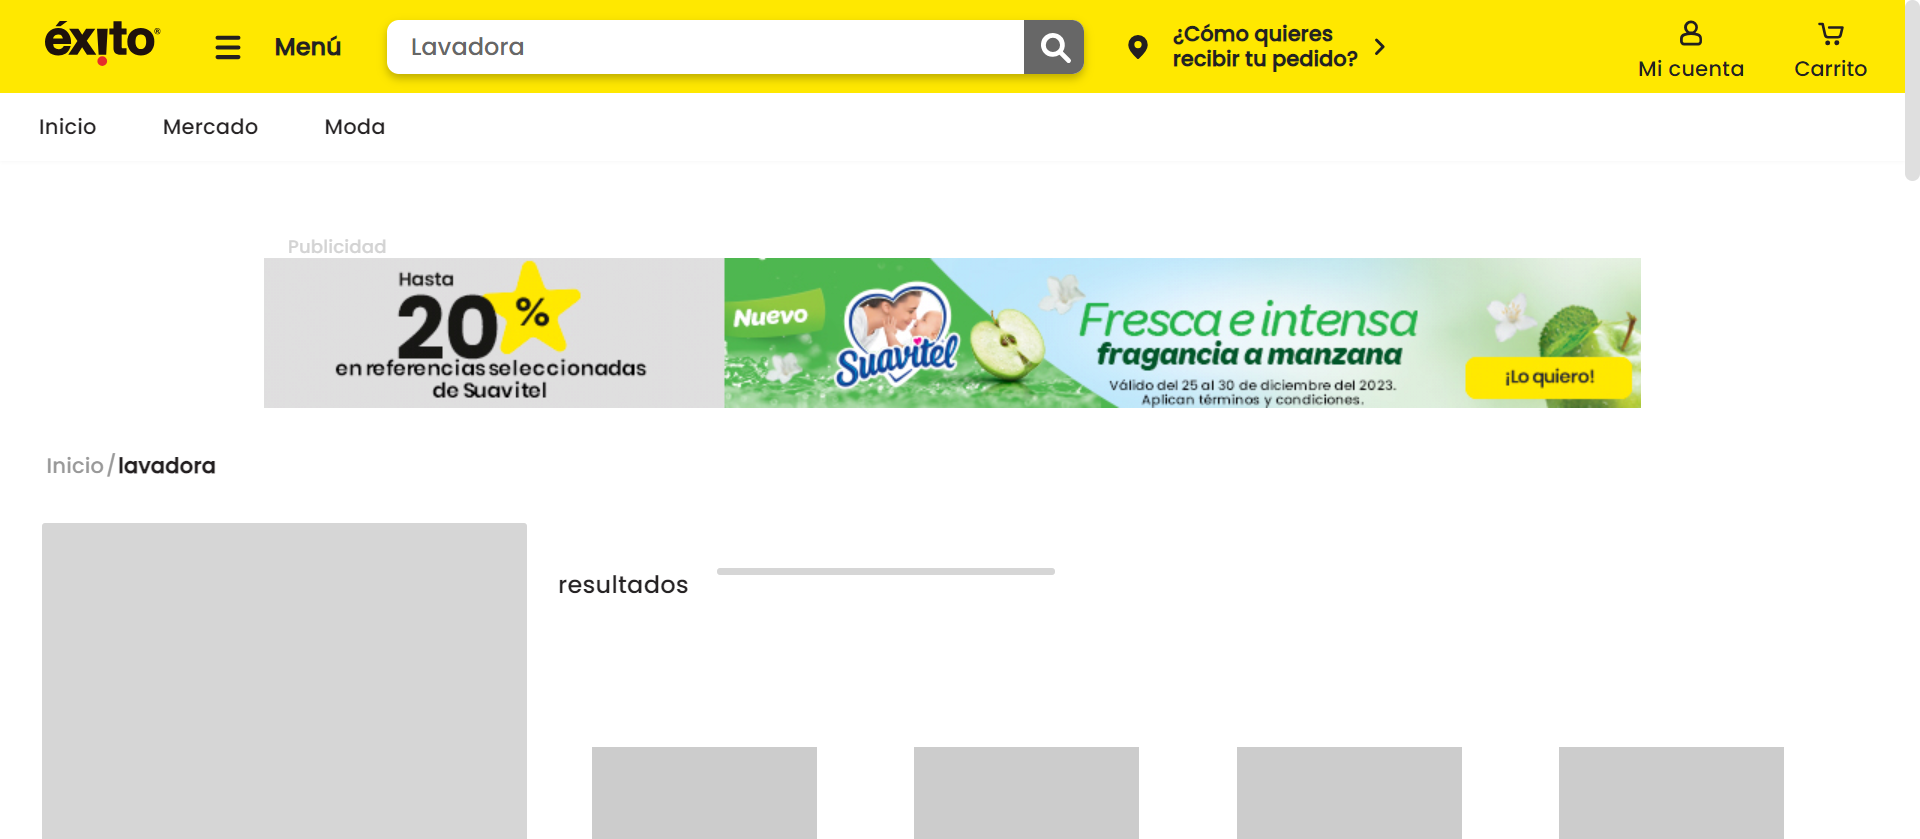 éxito®
Menú
Lavadora
¿Cómo quieres
recibir tu pedido?
Mi cuenta
Carrito
Inicio
Mercado
Moda
Publicidad
Hasta
20%
en referencias seleccionadas
de Suavitel
Nuevo
Suavitel
Fresca e intensa
fragancia a manzana
Válido del 25 al 30 de diciembre del 2023.
Aplican términos y condiciones.
¡Lo quiero!
Inicio / lavadora
resultados